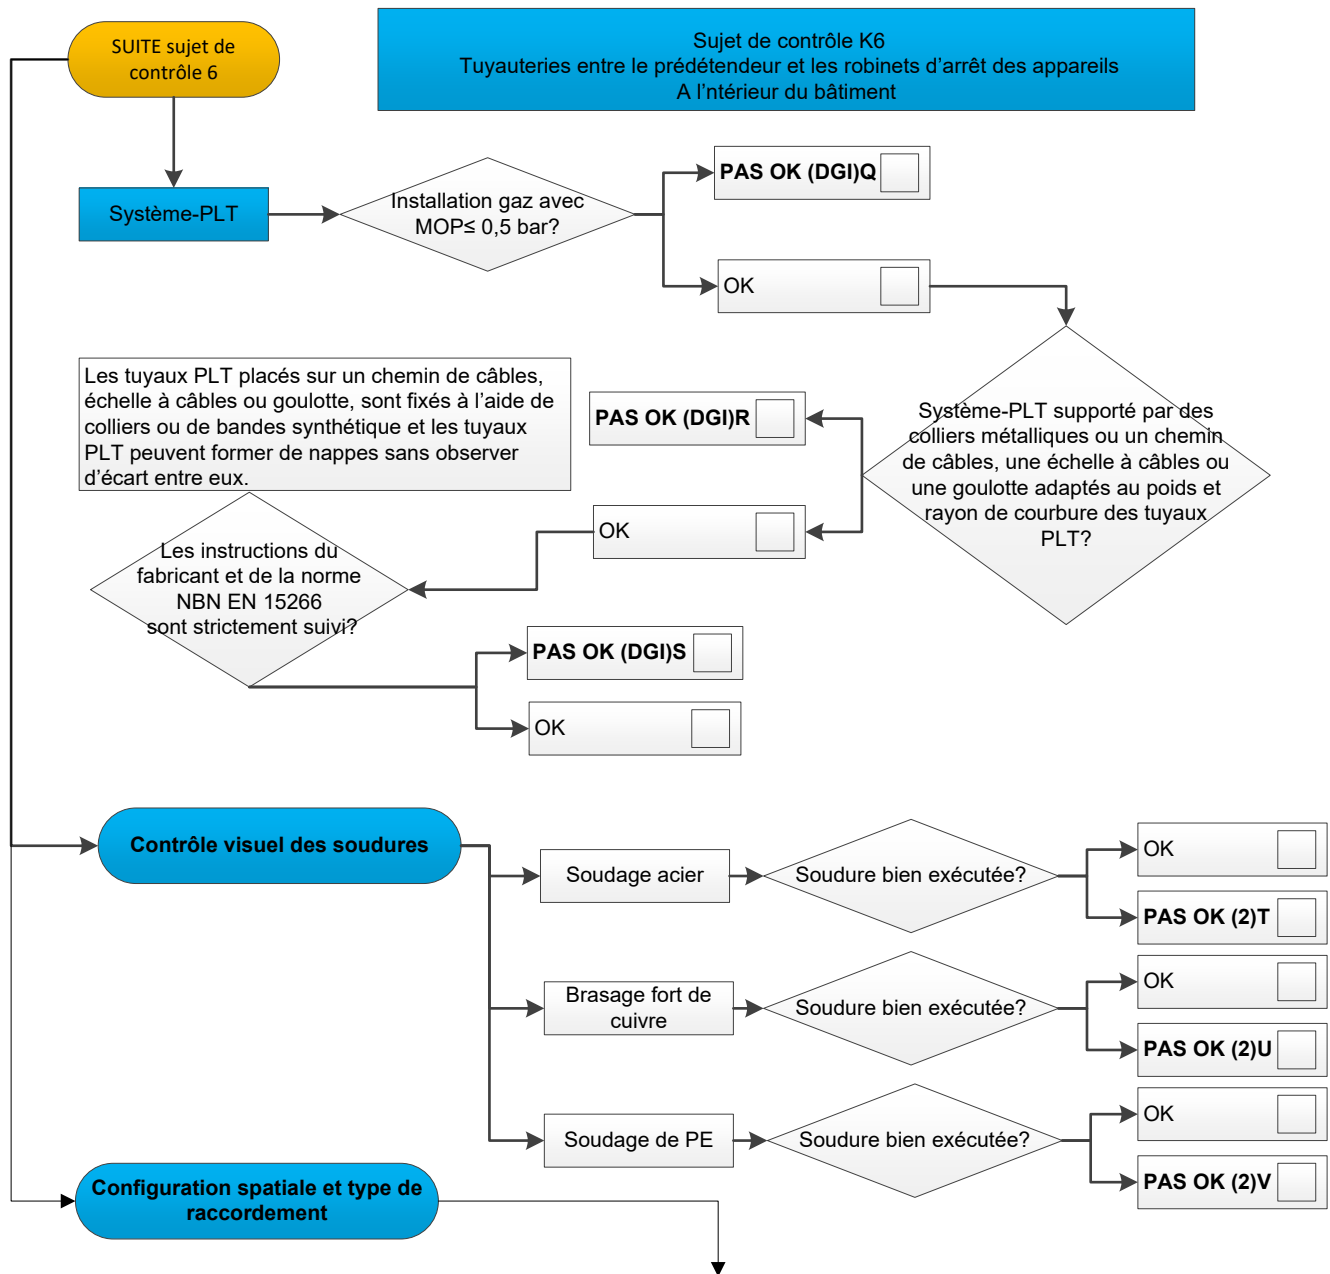 SUITE sujet de
contrôle 6
Sujet de contrôle K6
Tuyauteries entre le prédétendeur et les robinets d’arrêt des appareils
A l’ntérieur du bâtiment
Système-PLT
Installation gaz avec
MOP≤ 0,5 bar?
PAS OK (DGI)Q
OK
Système-PLT supporté par des
colliers métalliques ou un chemin
de câbles, une échelle à câbles ou
une goulotte adaptés au poids et
rayon de courbure des tuyaux
PLT?
PAS OK (DGI)R
OK
Les tuyaux PLT placés sur un chemin de câbles,
échelle à câbles ou goulotte, sont fixés à l’aide de
colliers ou de bandes synthétique et les tuyaux
PLT peuvent former de nappes sans observer
d’écart entre eux.
Les instructions du
fabricant et de la norme
NBN EN 15266
sont strictement suivi?
PAS OK (DGI)S
OK
Contrôle visuel des soudures
Soudage acier
Soudure bien exécutée?
OK
PAS OK (2)T
Brasage fort de
cuivre
Soudure bien exécutée?
OK
PAS OK (2)U
Soudage de PE
Soudure bien exécutée?
OK
PAS OK (2)V
Configuration spatiale et type de
raccordement